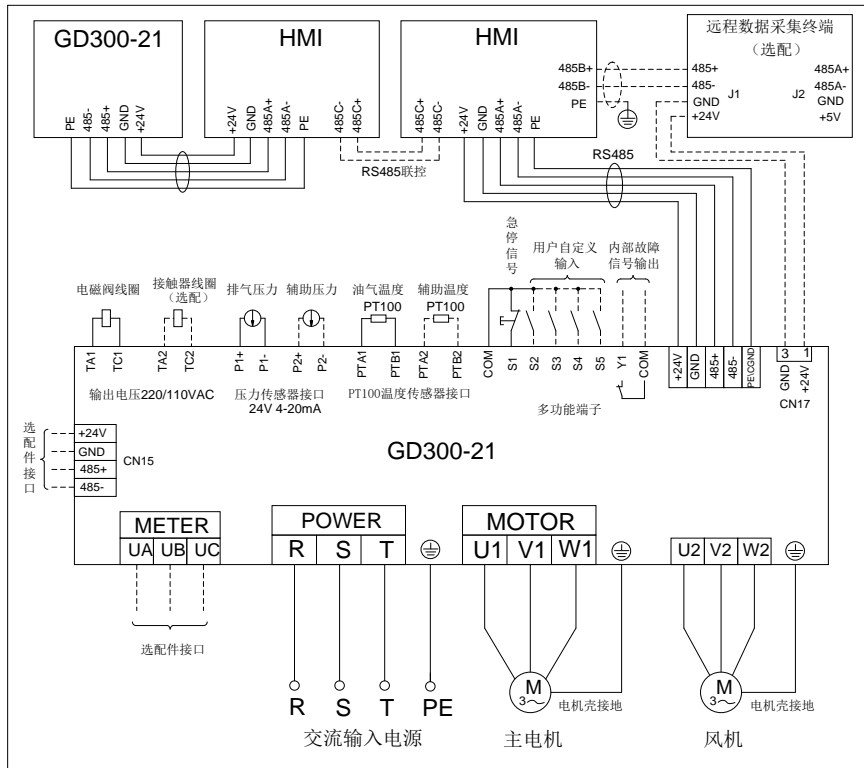 GD300-21
HMI
HMI
远程数据采集终端
（选配）
485B+
485B-
PE
485+
485-
GND
+24V
J1
J2
485A+
485A-
GND
+5V
PE
485-
485+
GND
+24V
+24V
GND
485A+
485A-
PE
485C-
485C+
485C+
485C-
+24V
GND
485A+
485A-
PE
RS485联控
RS485
急停信号
用户自定义
输入
内部故障
信号输出
电磁阀线圈
接触器线圈
（选配）
排气压力
辅助压力
油气温度
PT100
辅助温度
PT100
TA1
TC1
TA2
TC2
P1+
P1-
P2+
P2-
PTA1
PTB1
PTA2
PTB2
COM
S1
S2
S3
S4
S5
Y1
COM
+24V
GND
485+
485-
PE\CGND
3
1
GND
+24V
CN17
输出电压220/110VAC
压力传感器接口
24V 4-20mA
PT100温度传感器接口
多功能端子
选配件接口
+24V
GND
485+
485-
CN15
GD300-21
METER
UA
UB
UC
POWER
R
S
T
MOTOR
U1
V1
W1
U2
V2
W2
选配件接口
R
S
T
PE
交流输入电源
M
3～
电机壳接地
主电机
M
3～
电机壳接地
风机